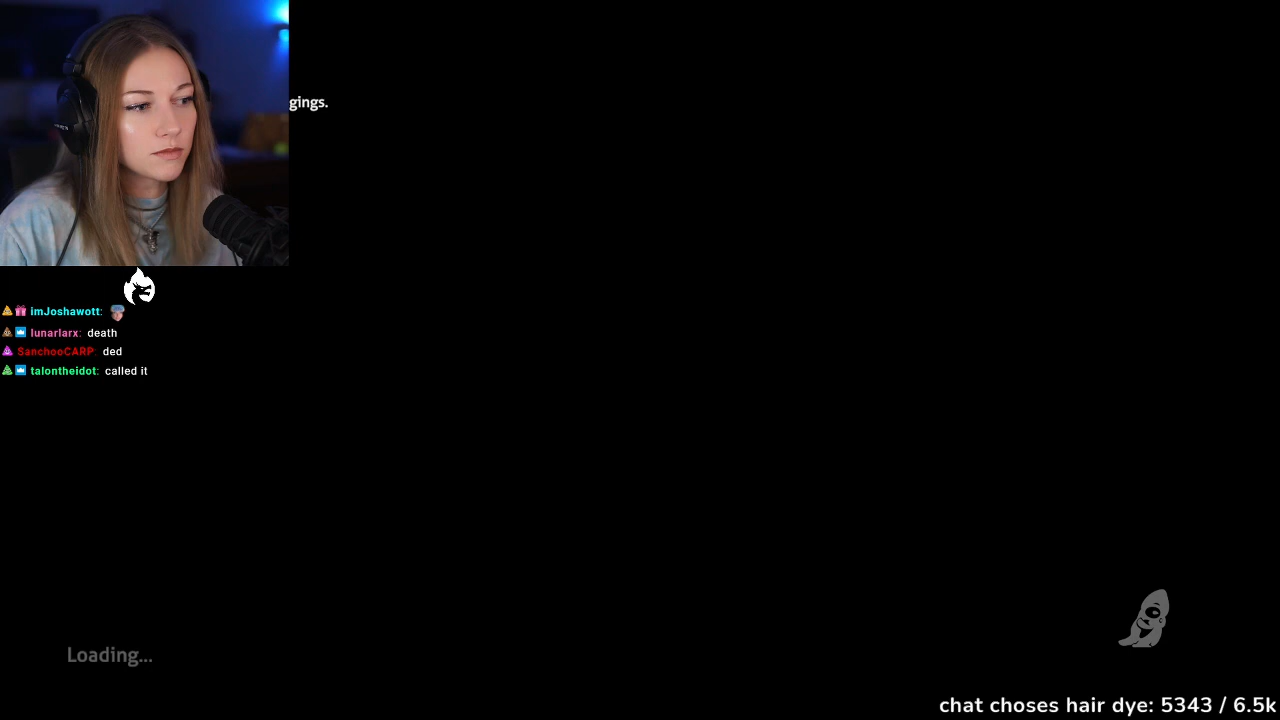 gings.
imJoshawott:
lunarlarx: death
SanchooCARP: ded
talontheidot: called it
Loading...
chat choses hair dye: 5343 / 6.5k